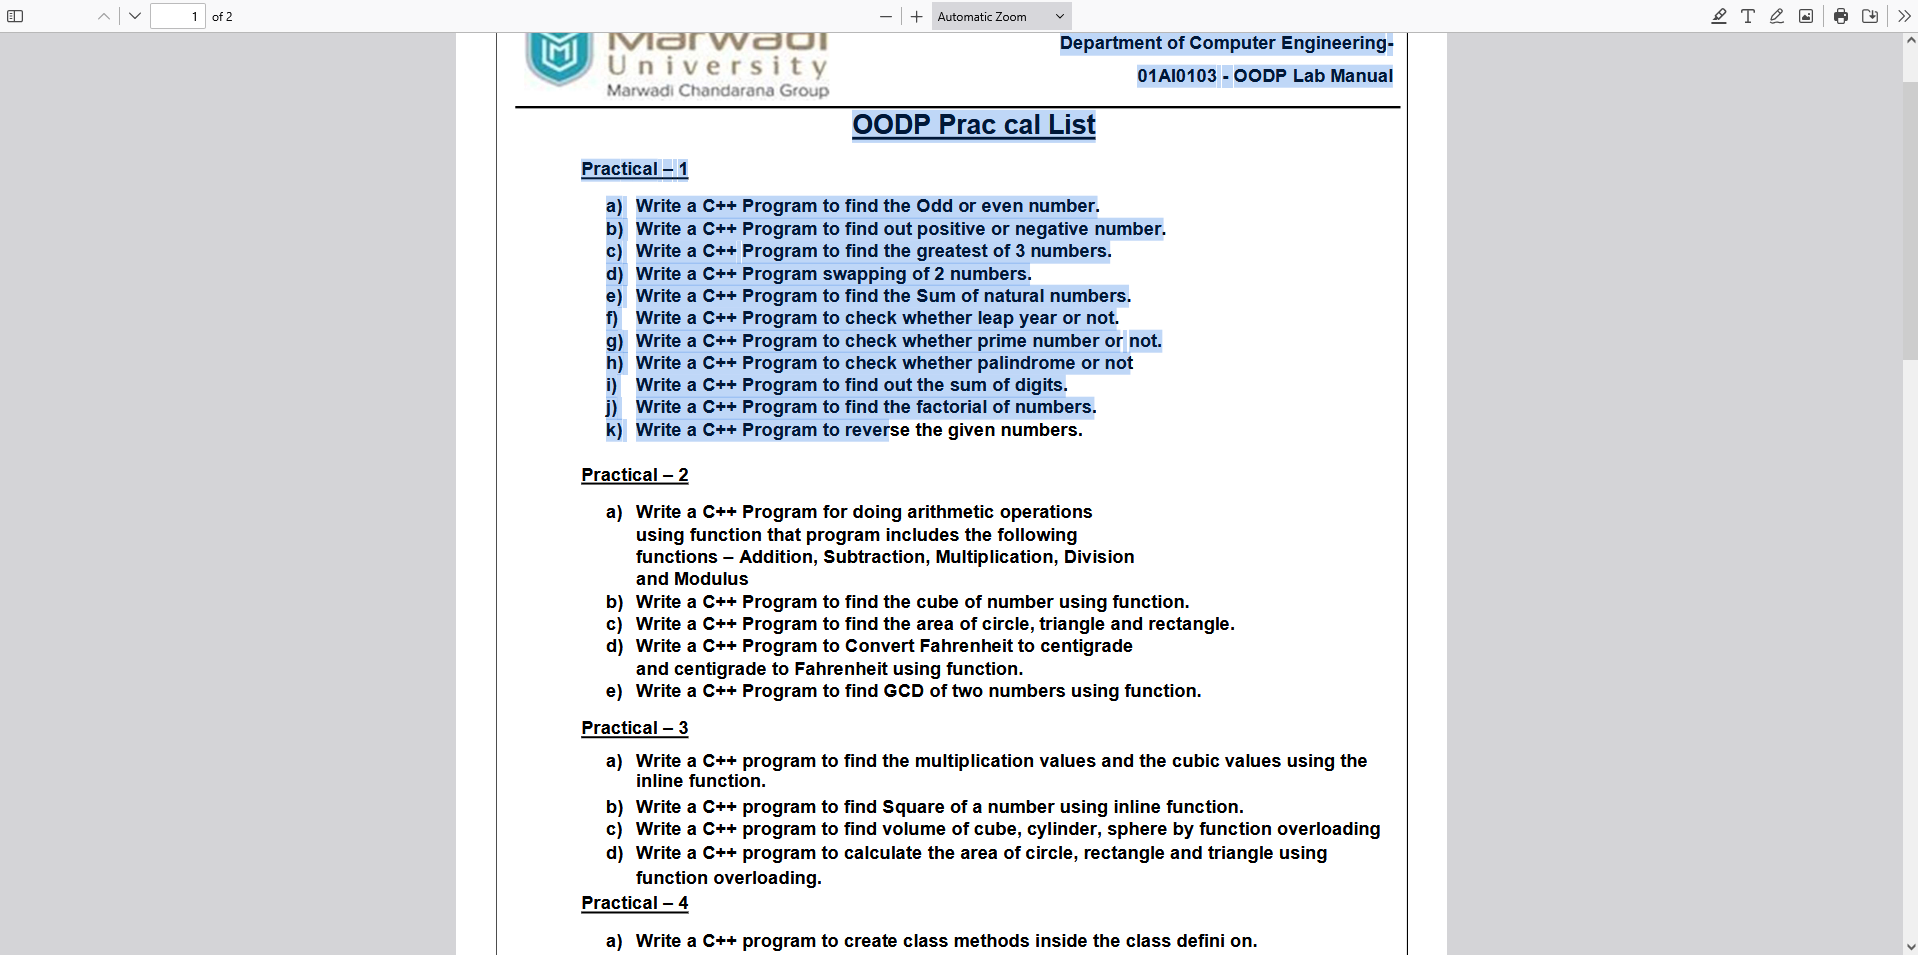 1 of 2
Automatic Zoom
Marwadi
University
Marwadi Chandarana Group
Department of Computer Engineering-
01AI0103 - OODP Lab Manual
OODP Prac cal List
Practical – 1
a) Write a C++ Program to find the Odd or even number.
b) Write a C++ Program to find out positive or negative number.
c) Write a C++ Program to find the greatest of 3 numbers.
d) Write a C++ Program swapping of 2 numbers.
e) Write a C++ Program to find the Sum of natural numbers.
f) Write a C++ Program to check whether leap year or not.
g) Write a C++ Program to check whether prime number or not.
h) Write a C++ Program to check whether palindrome or not
i) Write a C++ Program to find out the sum of digits.
j) Write a C++ Program to find the factorial of numbers.
k) Write a C++ Program to reverse the given numbers.
Practical – 2
a) Write a C++ Program for doing arithmetic operations
using function that program includes the following
functions – Addition, Subtraction, Multiplication, Division
and Modulus
b) Write a C++ Program to find the cube of number using function.
c) Write a C++ Program to find the area of circle, triangle and rectangle.
d) Write a C++ Program to Convert Fahrenheit to centigrade
and centigrade to Fahrenheit using function.
e) Write a C++ Program to find GCD of two numbers using function.
Practical – 3
a) Write a C++ program to find the multiplication values and the cubic values using the
inline function.
b) Write a C++ program to find Square of a number using inline function.
c) Write a C++ program to find volume of cube, cylinder, sphere by function overloading
d) Write a C++ program to calculate the area of circle, rectangle and triangle using
function overloading.
Practical – 4
a) Write a C++ program to create class methods inside the class defini on.